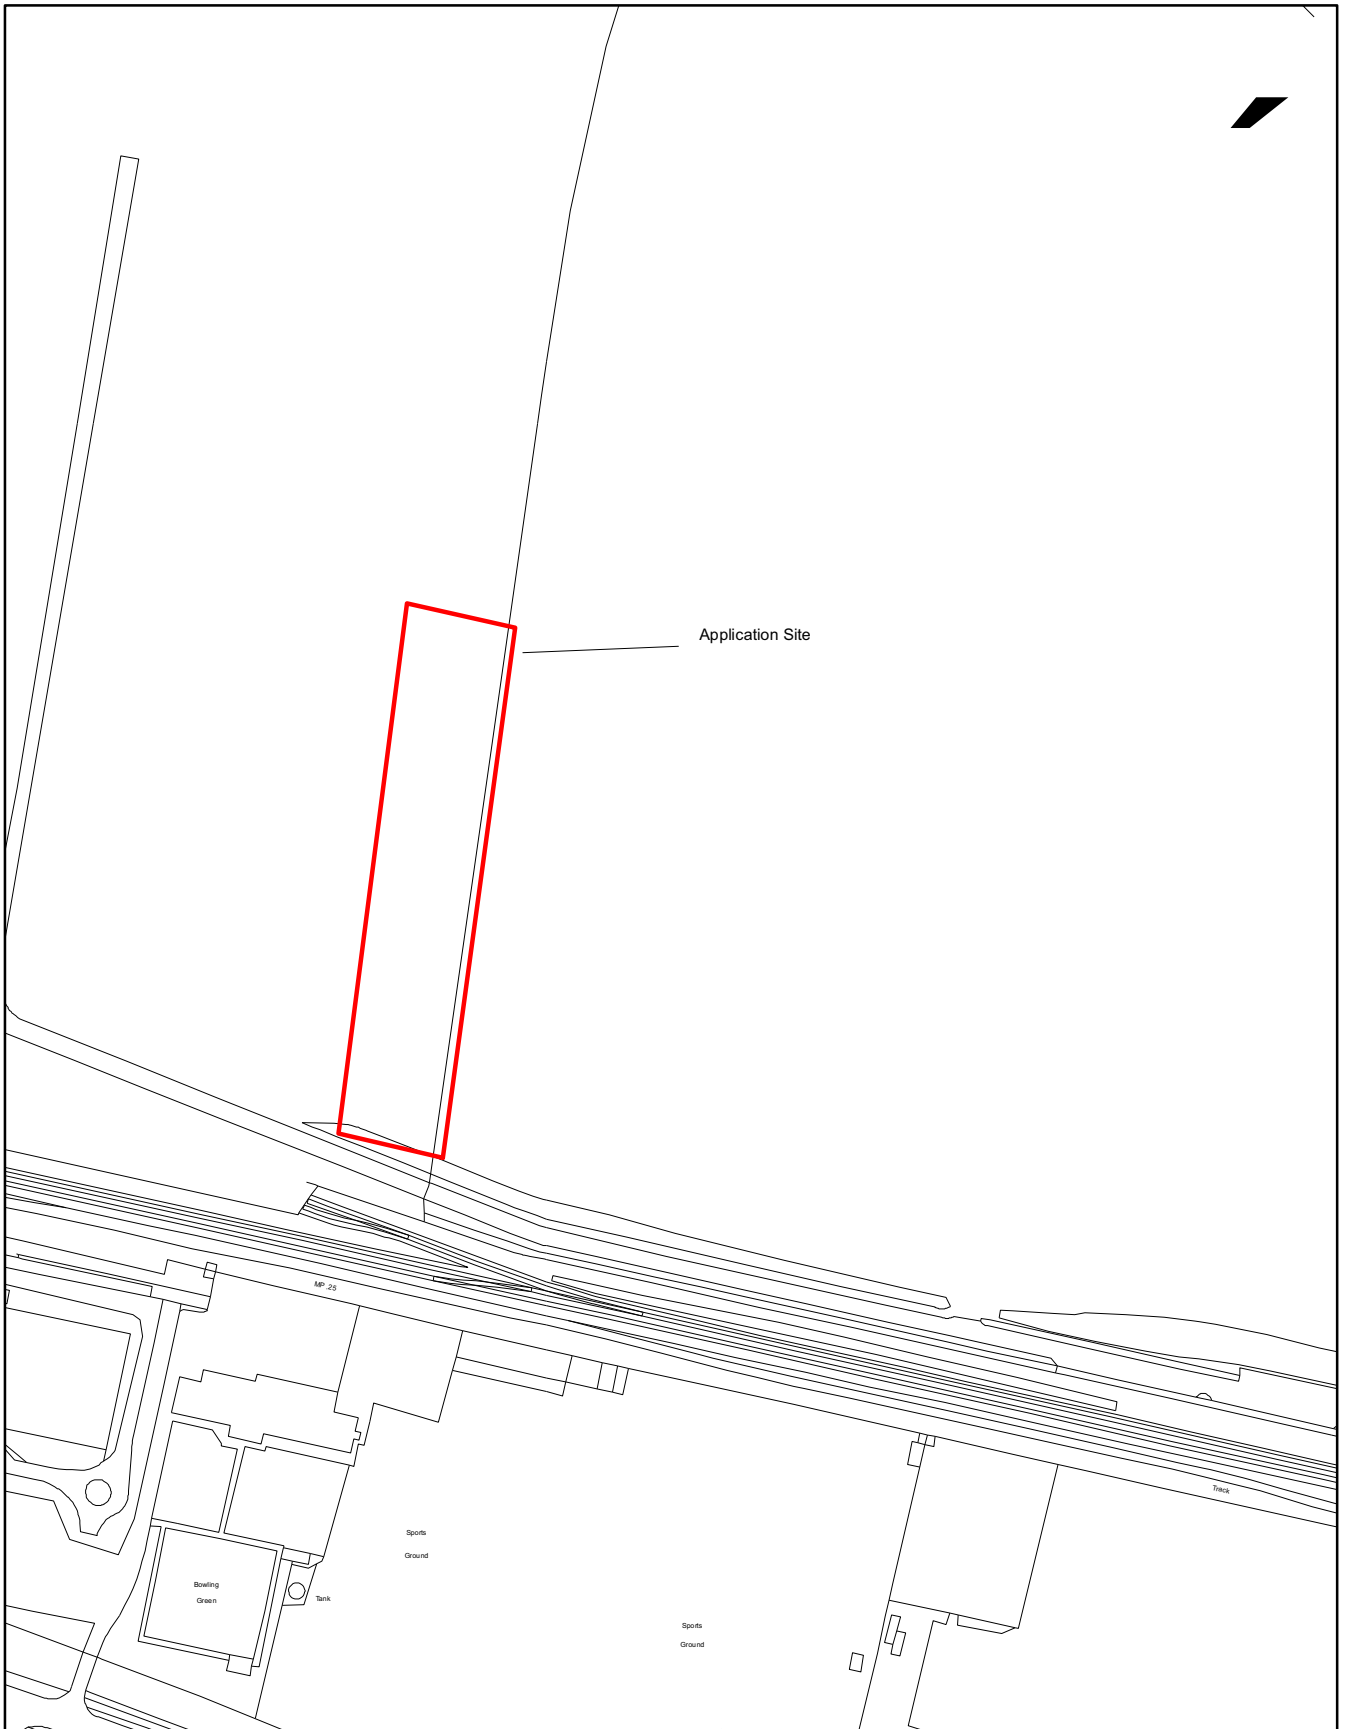 Application Site
MP .25
Track
Sports
Ground
Bowling
Green
Tank
Sports
Ground